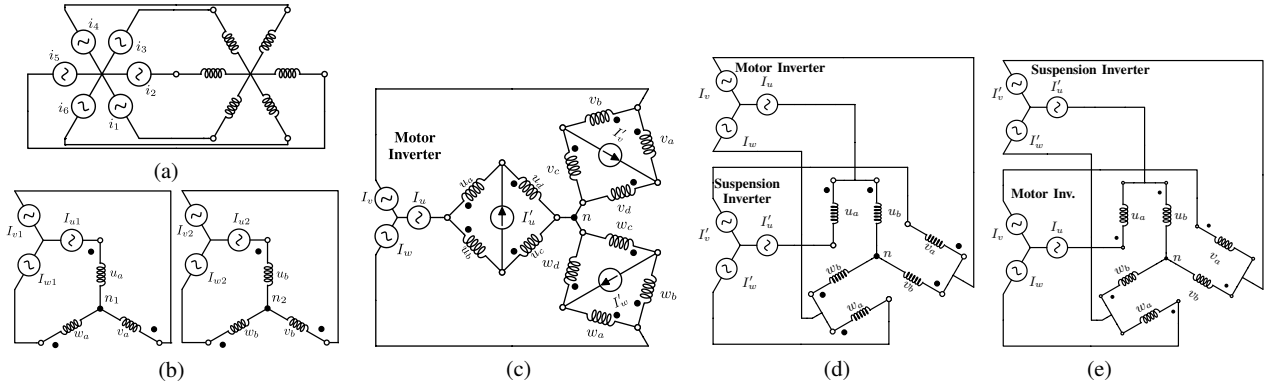 i4
i3
i5
i2
i6
i1
(a)
Iv1
Iu1
Iw1
ua
n1
wa
va
Iv2
Iu2
Iw2
ub
n2
wb
vb
(b)
Motor
Inverter
Iv
Iu
Iw
ua
ud
I′u
ub
uc
vb
I′v
va
vc
vd
n
wc
wd
I′w
wb
wa
(c)
Motor Inverter
Iu
Iv
Iw
Suspension
Inverter
I′u
I′v
I′w
ua
ub
n
va
wb
vb
wa
(d)
Suspension Inverter
I′u
I′v
I′w
Motor Inv.
Iu
Iv
Iw
ua
ub
n
va
wb
vb
wa
(e)